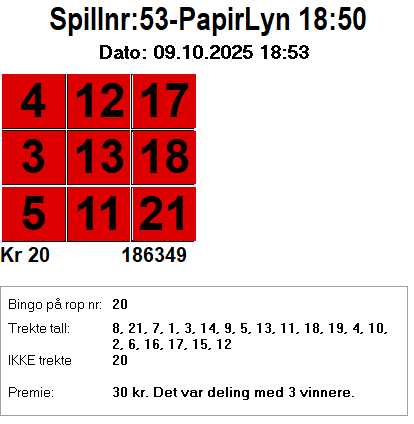 Spillnr:53-PapirLyn 18:50
Dato: 09.10.2025 18:53
4 12 17
3 13 18
5 11 21
Kr 20 186349
Bingo på rop nr: 20
Trekte tall: 8, 21, 7, 1, 3, 14, 9, 5, 13, 11, 18, 19, 4, 10,
2, 6, 16, 17, 15, 12
IKKE trekte 20
Premie: 30 kr. Det var deling med 3 vinnere.